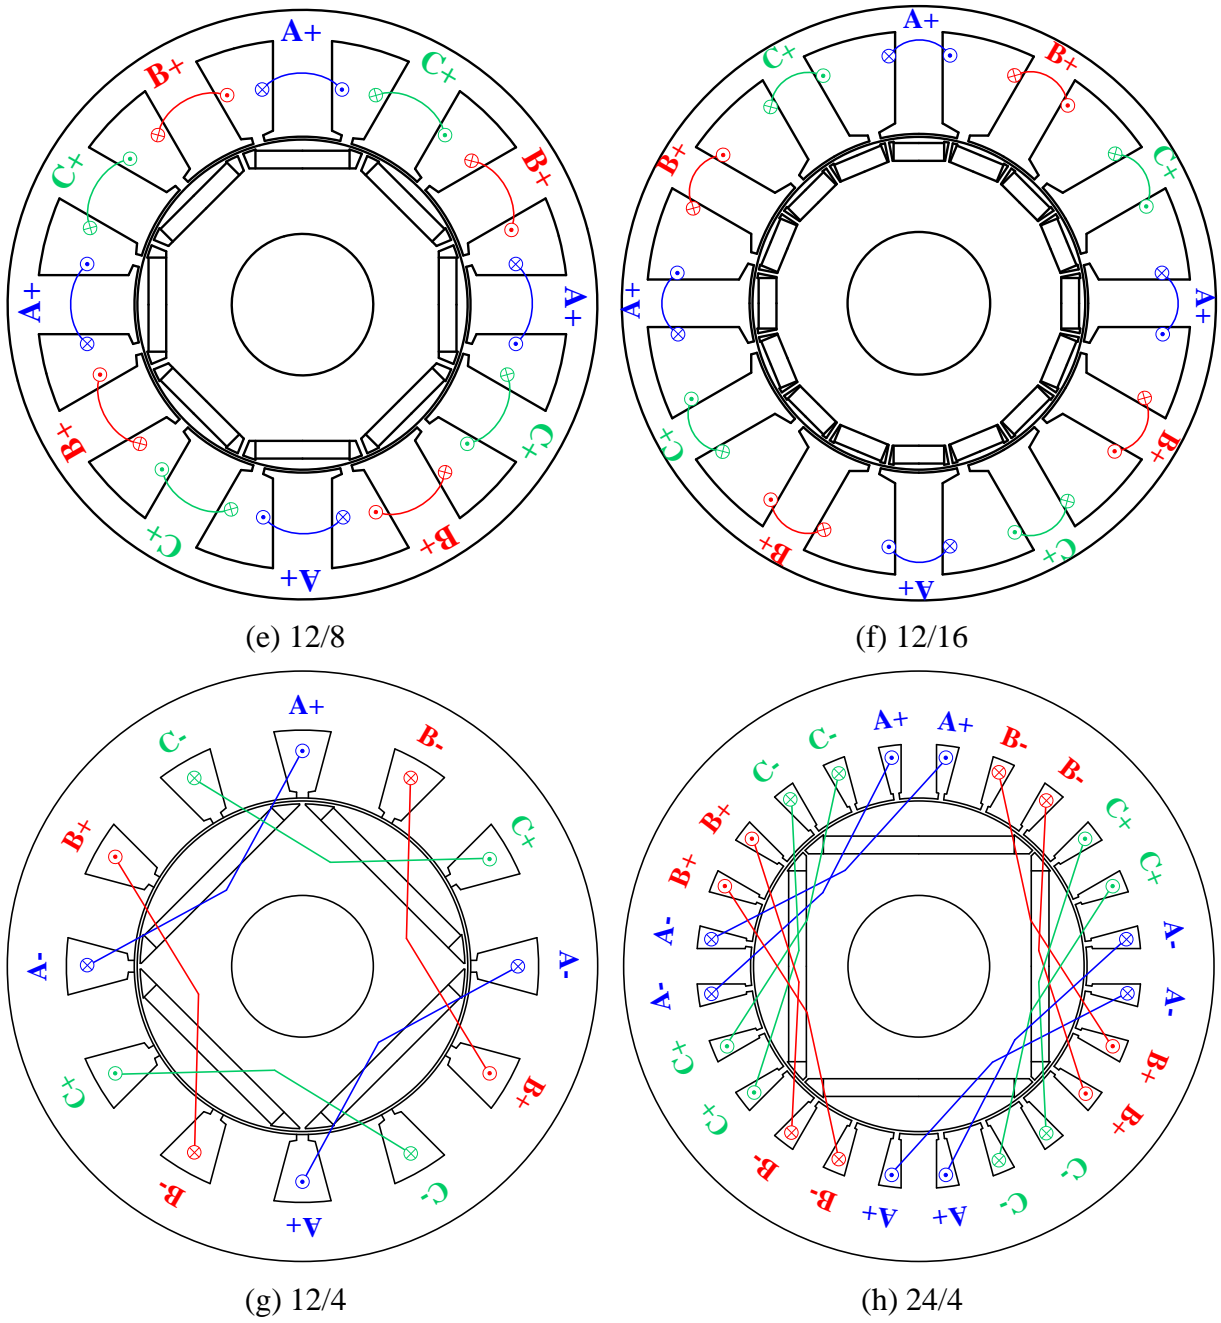 A+
C+
B+
A+
C+
B+
A+
C+
B+
A+
C+
B+
(e) 12/8
A+
B+
C+
A+
B+
C+
A+
B+
C+
A+
B+
C+
(f) 12/16
A+
B-
C+
A-
B+
C-
A+
B-
C+
A-
B+
C-
(g) 12/4
A+
A+
B-
B-
C+
C+
A-
A-
B+
B+
C-
C-
A+
A+
B-
B-
C+
C+
A-
A-
B+
B+
C-
C-
(h) 24/4